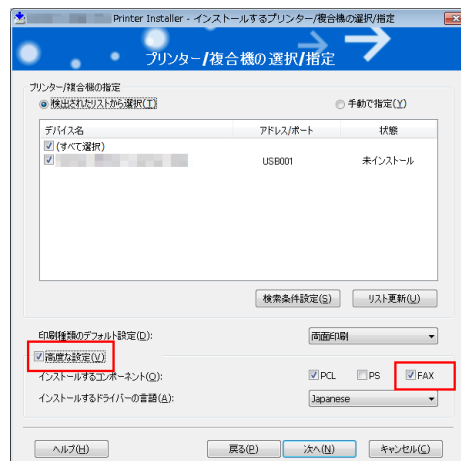 Printer Installer - インストールするプリンター/複合機の選択/指定
プリンター/複合機の選択/指定
プリンター/複合機の指定
検出されたリストから選択(I)
手動で指定(Y)
デバイス名 アドレス/ポート 状態
(すべて選択)
USB001 未インストール
検索条件設定(S) リスト更新(U)
印刷種類のデフォルト設定(D): 両面印刷
高度な設定(V)
インストールするコンポーネント(O): PCL PS FAX
インストールするドライバーの言語(A): Japanese
ヘルプ(H) 戻る(P) 次へ(N) キャンセル(C)